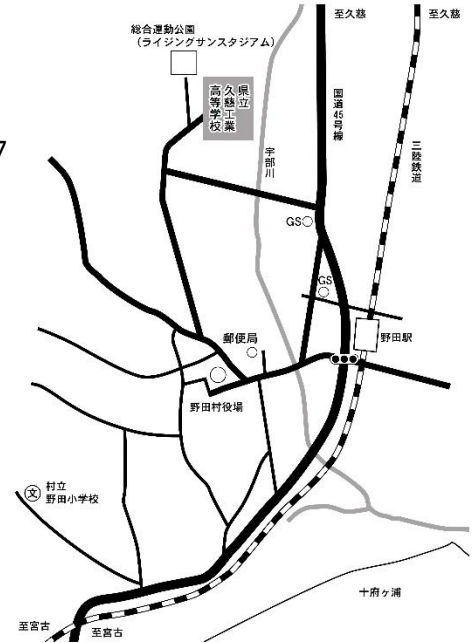 至久慈
至久慈
総合運動公園
(ライジングサンスタジアム)
県立
久慈工業
高等学校
国道45号線
三陸鉄道
宇部川
7
GS
GS
郵便局
野田駅
野田村役場
文
村立
野田小学校
十府ヶ浦
至宮古
至宮古